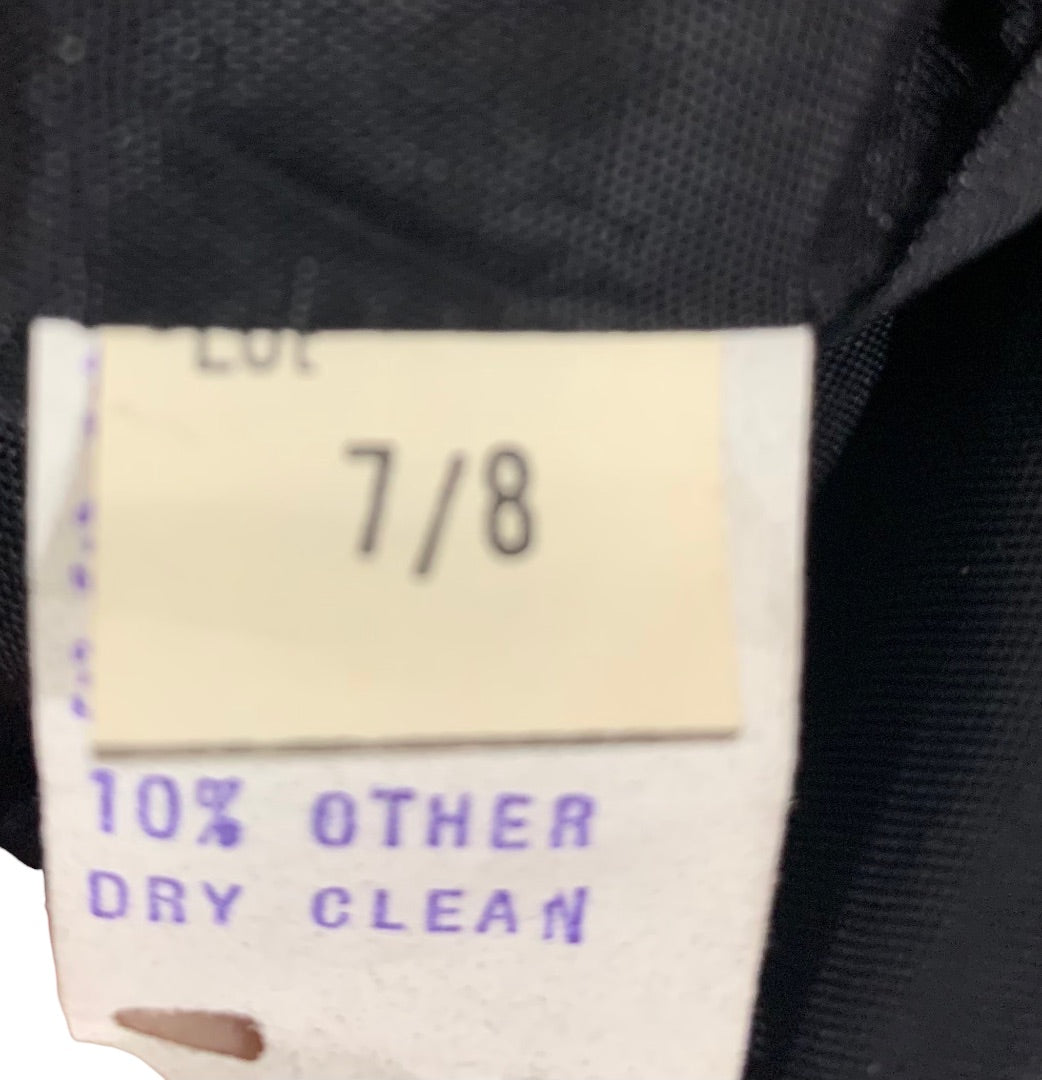 7/8
10% OTHER
DRY CLEAN